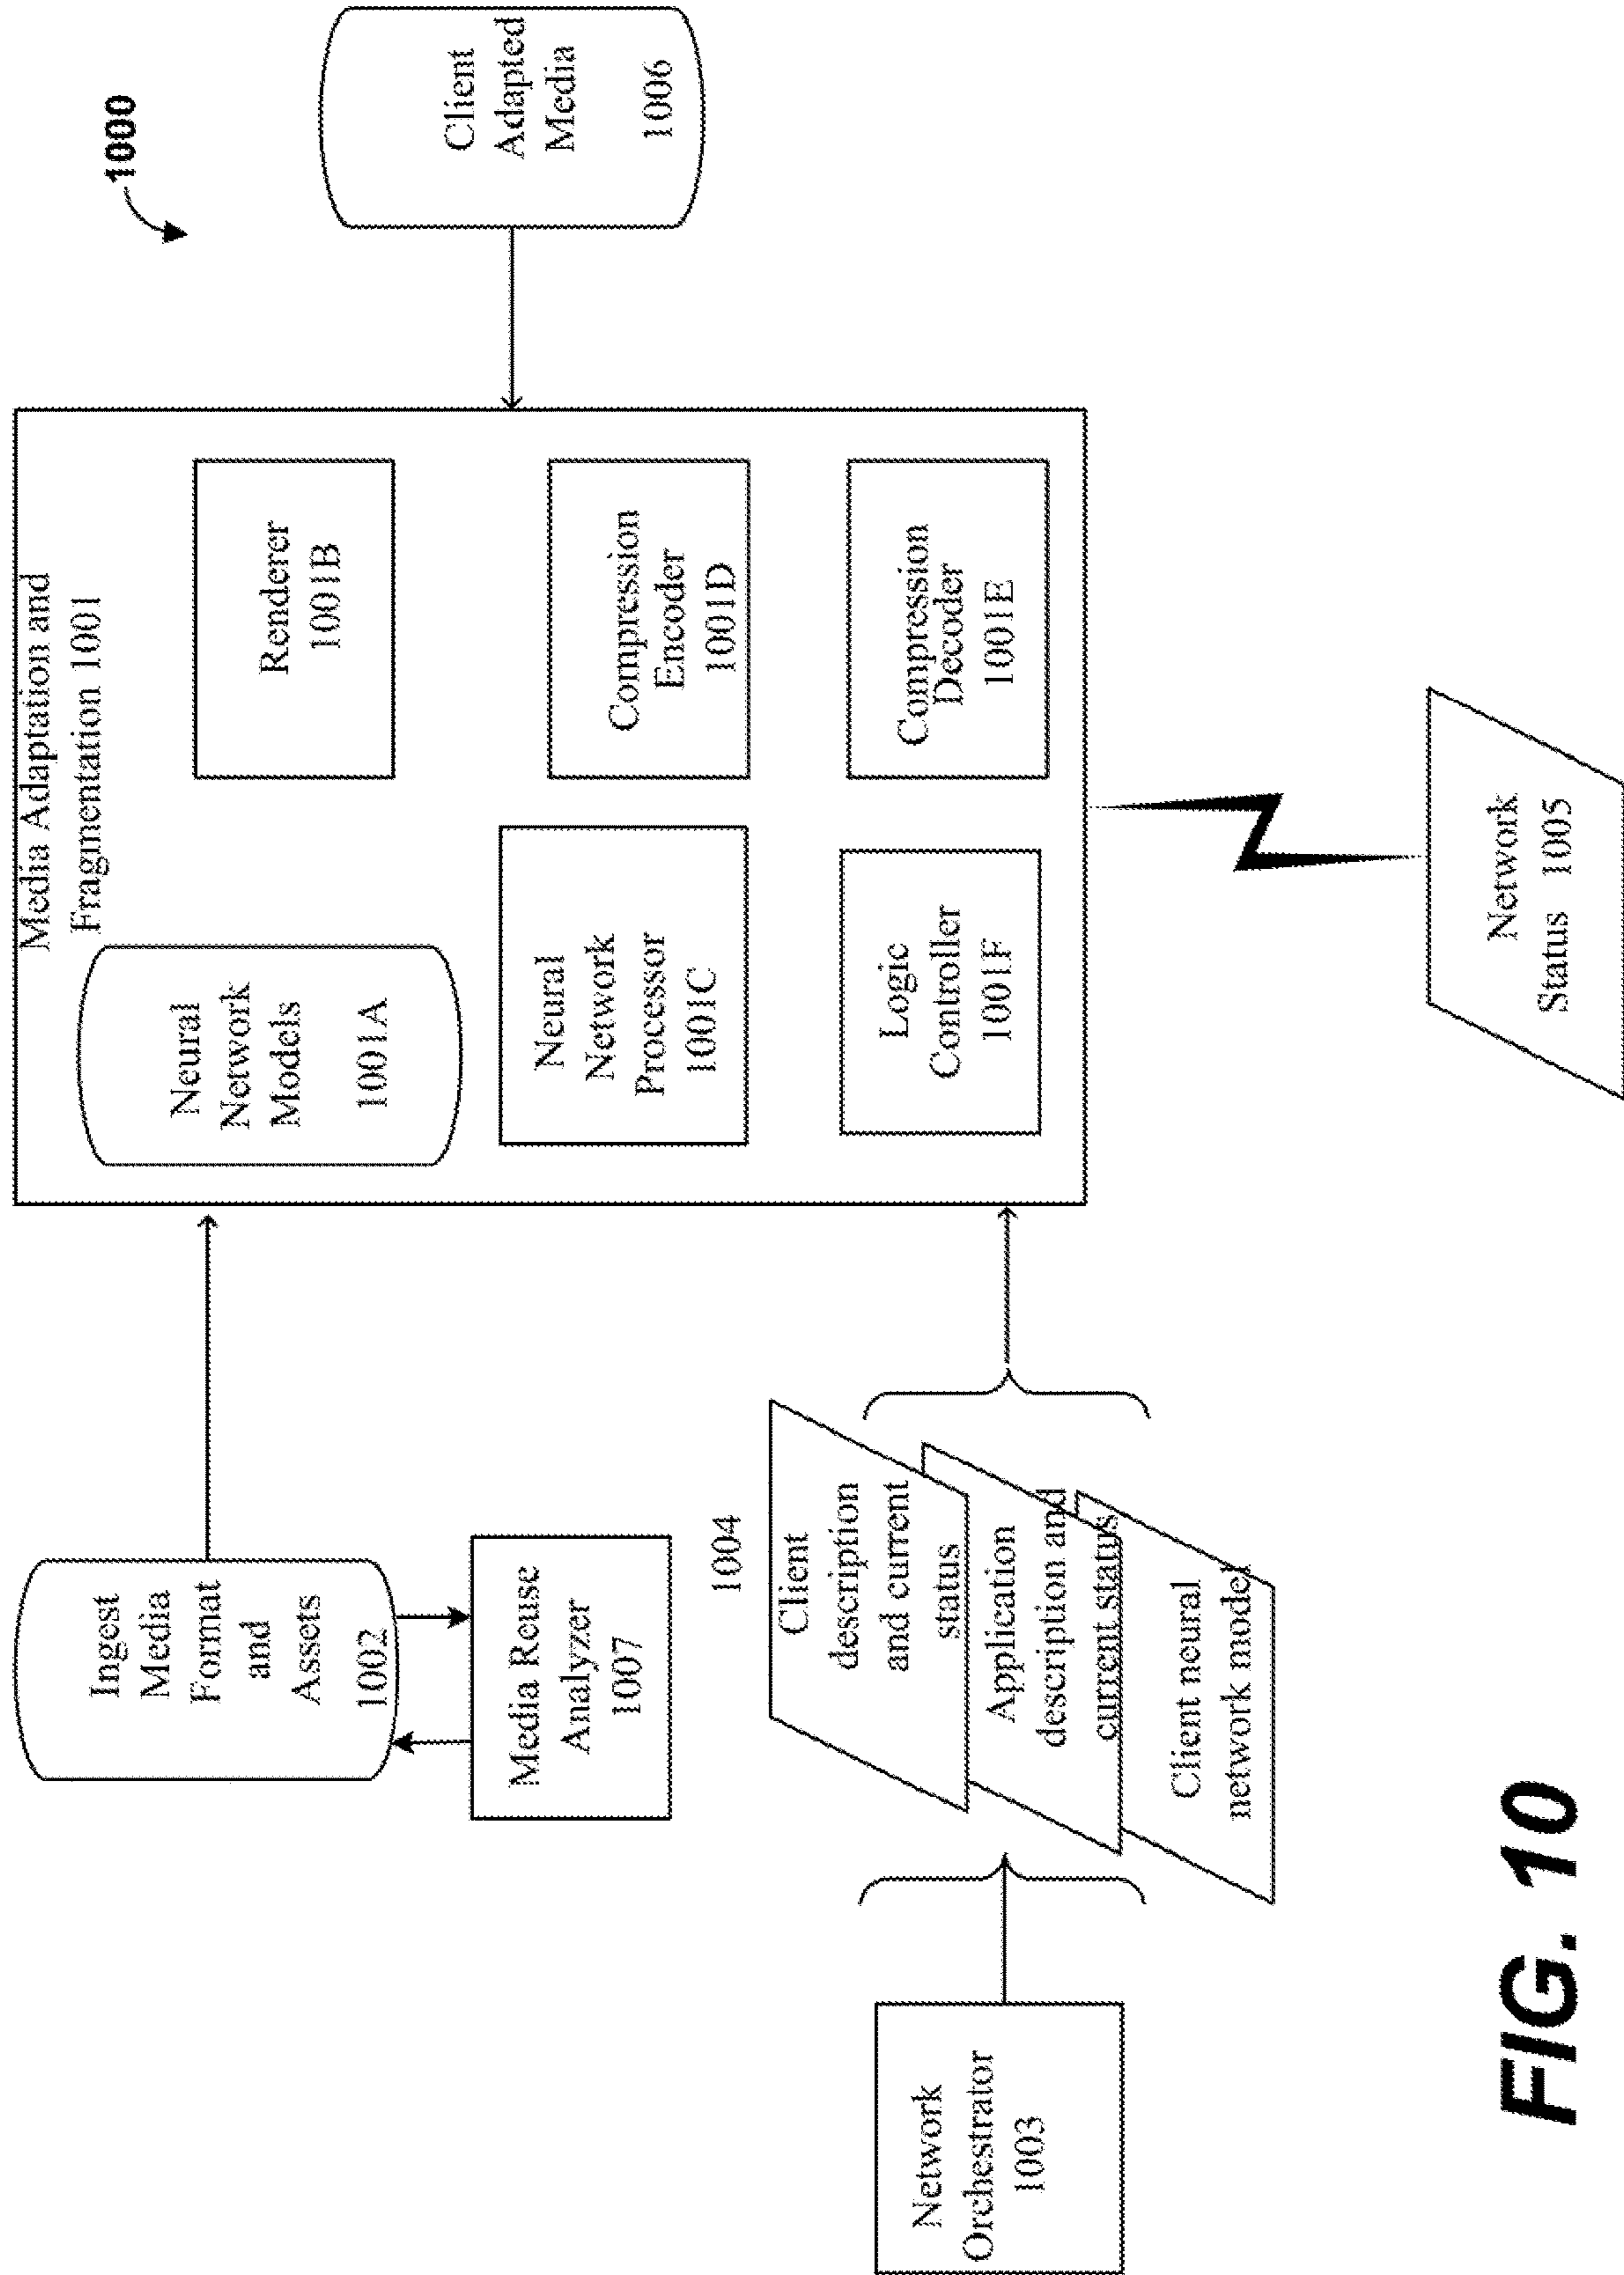 1000
Media Adaptation and
Fragmentation 1001
Neural
Network
Models
1001A
Renderer
1001B
Neural
Network
Processor
1001C
Compression
Encoder
1001D
Logic
Controller
1001F
Compression
Decoder
1001E
Client
Adapted
Media
1006
Ingest
Media
Format
and
Assets
1002
Media Reuse
Analyzer
1007
1004
Client
description
and current
status
Application
description and
current status
Client neural
network model
Network
Orchestrator
1003
Network
Status 1005
FIG. 10